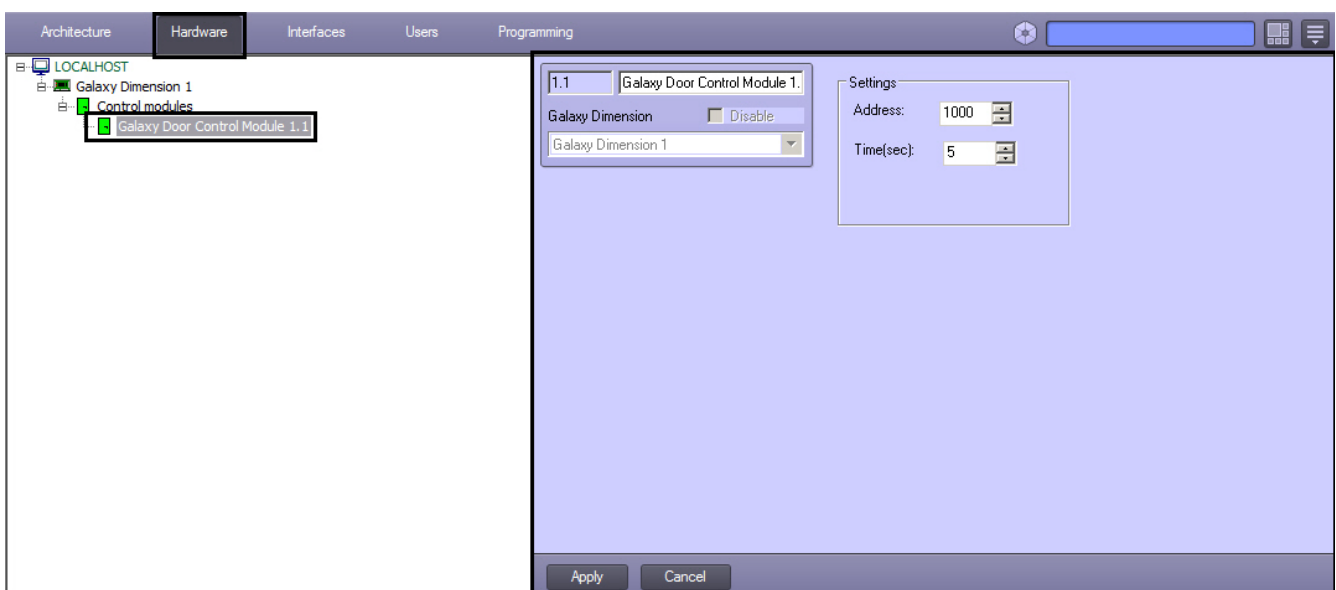 Architecture Hardware Interfaces Users Programming
LOCALHOST
Galaxy Dimension 1
Control modules
Galaxy Door Control Module 1.1
1.1 Galaxy Door Control Module 1.
Galaxy Dimension Disable
Galaxy Dimension 1
Settings
Address: 1000
Time(sec): 5
Apply Cancel